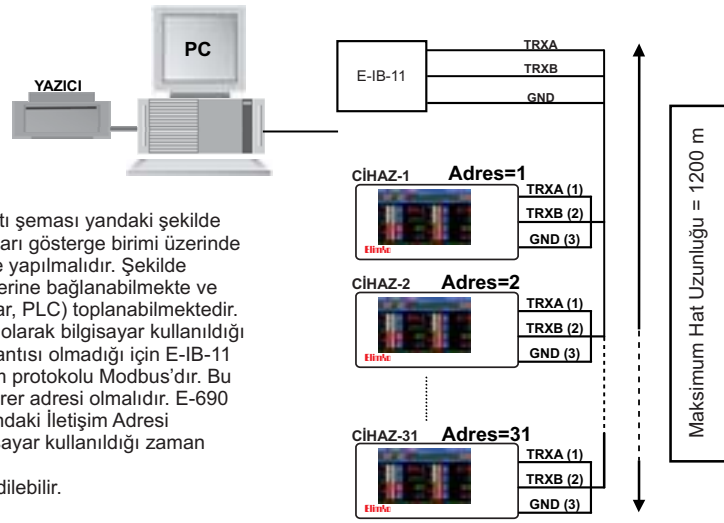 PC
YAZICI
E-IB-11
TRXA
TRXB
GND
CİHAZ-1 Adres=1
TRXA (1)
TRXB (2)
GND (3)
Elimko
CİHAZ-2 Adres=2
TRXA (1)
TRXB (2)
GND (3)
Elimko
CİHAZ-31 Adres=31
TRXA (1)
TRXB (2)
GND (3)
Elimko
Maksimum Hat Uzunluğu = 1200 m
tı şeması yandaki şekilde
arı gösterge birimi üzerinde
e yapılmalıdır. Şekilde
erine bağlanabilmekte ve
ar, PLC) toplanabilmektedir.
olarak bilgisayar kullanıldığı
antısı olmadığı için E-IB-11
m protokolu Modbus'dır. Bu
rer adresi olmalıdır. E-690
ndaki İletişim Adresi
sayar kullanıldığı zaman
dilebilir.